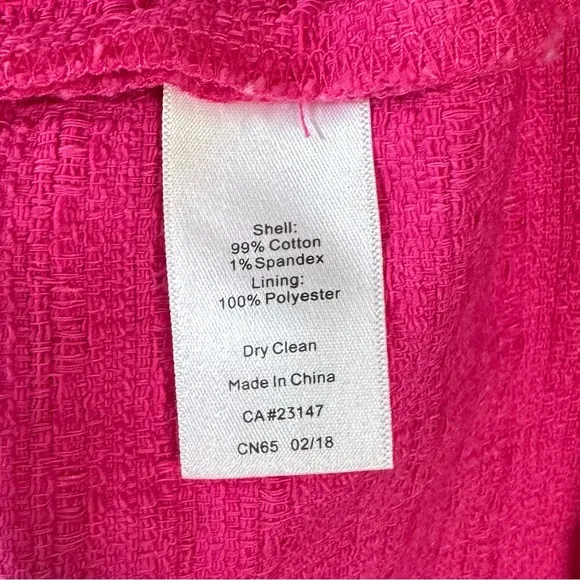 Shell:
99% Cotton
1% Spandex
Lining:
100% Polyester
Dry Clean
Made In China
CA#23147
CN65 02/18